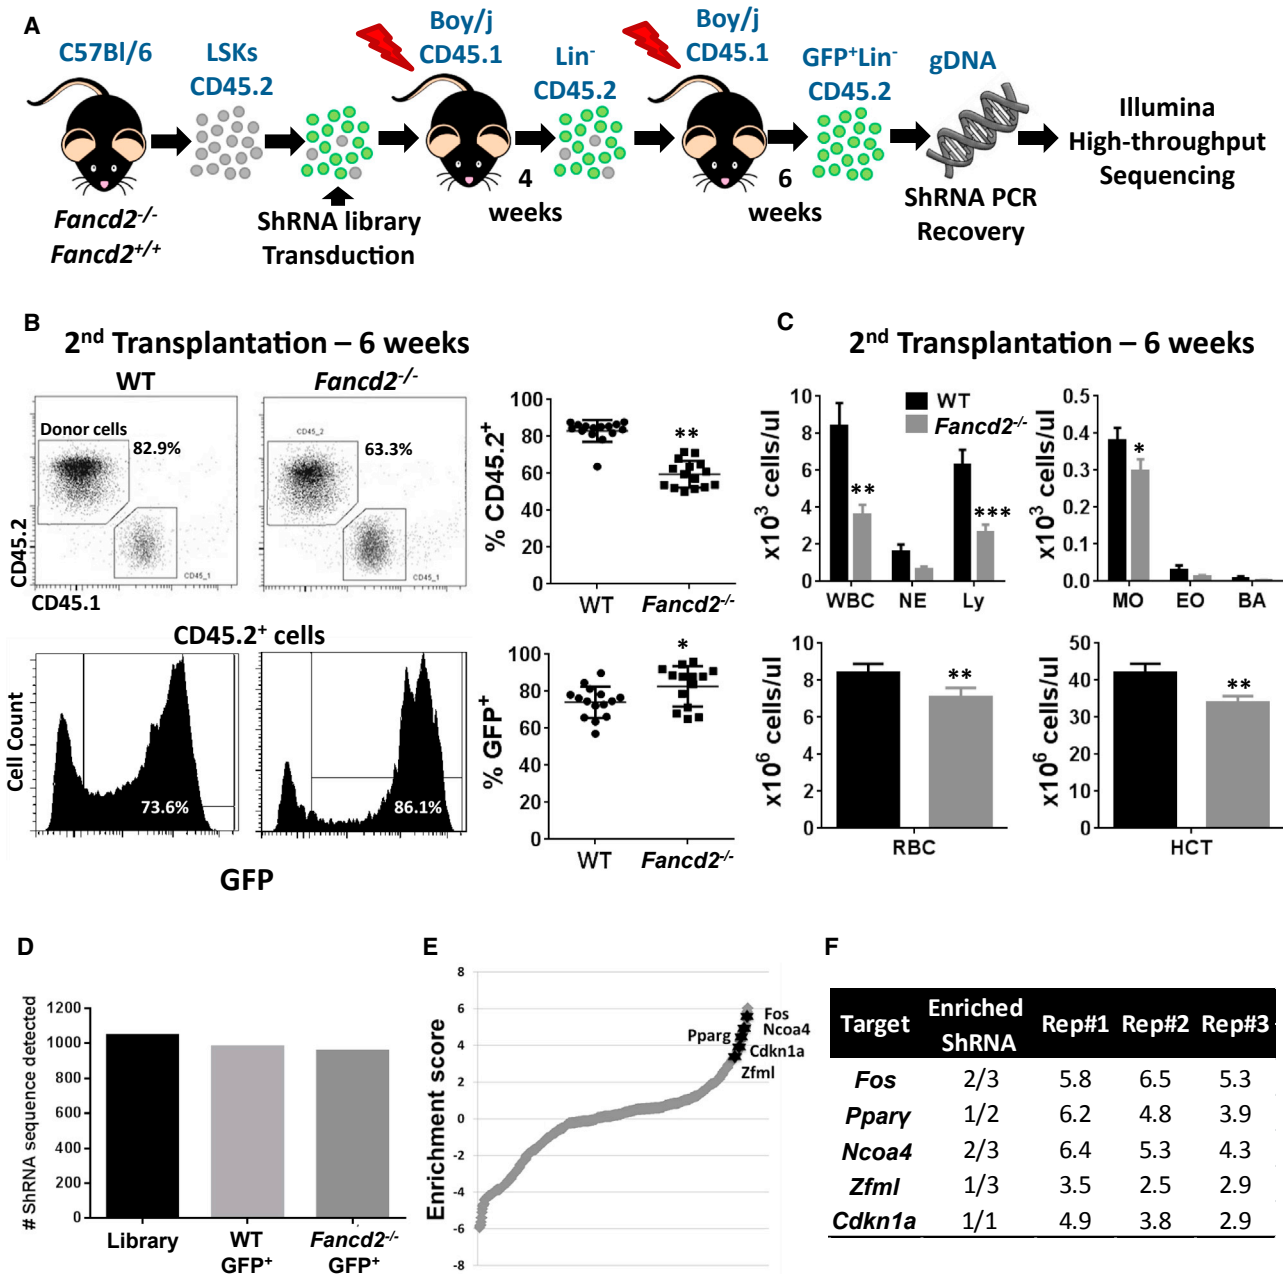 A
C57Bl/6
LSKs
CD45.2
Boy/j
CD45.1
Lin-
CD45.2
Boy/j
CD45.1
GFP+Lin-
CD45.2
gDNA
Illumina
High-throughput
Sequencing
4
weeks
6
weeks
Fancd2-/-
Fancd2+/+
ShRNA library
Transduction
ShRNA PCR
Recovery
B
2nd Transplantation – 6 weeks
WT
Fancd2-/-
Donor cells
82.9%
CD45_2
63.3%
CD45_1
CD45_1
CD45.2
CD45.1
% CD45.2+
100
80
60
40
20
0
**
WT
Fancd2-/-
CD45.2+ cells
Cell Count
73.6%
86.1%
GFP
% GFP+
100
80
60
40
20
0
*
WT
Fancd2-/-
C
2nd Transplantation – 6 weeks
x10³ cells/ul
10
8
6
4
2
0
WT
Fancd2-/-
**
***
WBC
NE
Ly
x10³ cells/ul
0.5
0.4
0.3
0.2
0.1
0.0
*
MO
EO
BA
x10⁶ cells/ul
10
8
6
4
2
0
**
RBC
x10⁶ cells/ul
50
40
30
20
10
0
**
HCT
D
# ShRNA sequence detected
1200
1000
800
600
400
200
0
Library
WT
GFP+
Fancd2-/-
GFP+
E
Enrichment score
8
6
4
2
0
-2
-4
-6
-8
Fos
Ncoa4
Pparg
Cdkn1a
Zfml
F
Target Enriched ShRNA Rep#1 Rep#2 Rep#3
Fos 2/3 5.8 6.5 5.3
Pparγ 1/2 6.2 4.8 3.9
Ncoa4 2/3 6.4 5.3 4.3
Zfml 1/3 3.5 2.5 2.9
Cdkn1a 1/1 4.9 3.8 2.9